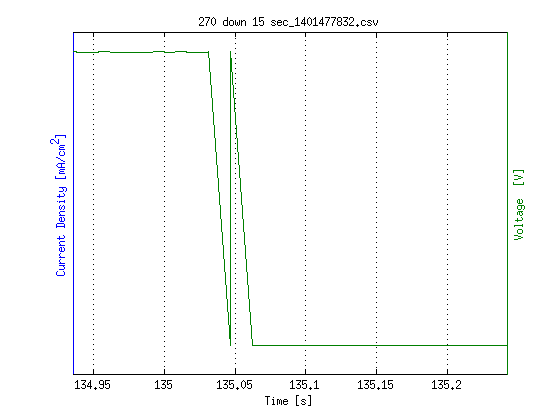 270 down 15 sec_1401477832.csv
Current Density [mA/cm²]
Voltage [V]
134.95 135 135.05 135.1 135.15 135.2
Time [s]